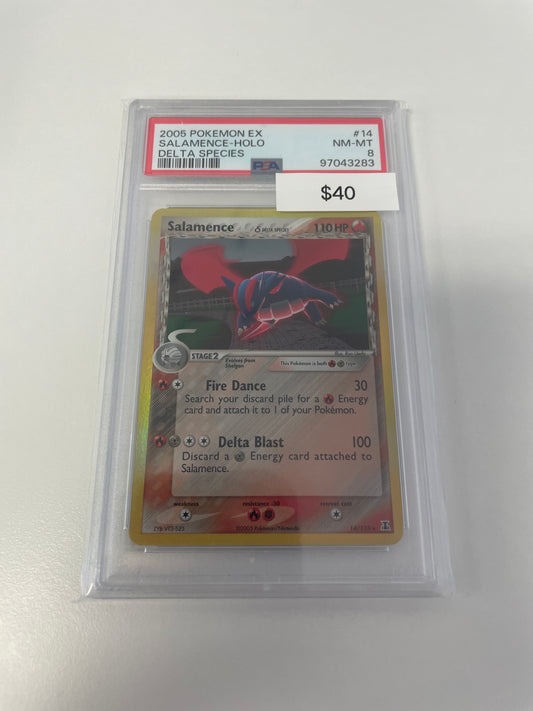 2005 POKEMON EX #14
SALAMENCE-HOLO NM-MT
DELTA SPECIES 8
PSA 97043283
$40
Salamence δ DELTA SPECIES 110 HP
STAGE 2 Evolves from Shelgon This Pokémon is both type.
Fire Dance 30
Search your discard pile for a Energy
card and attach it to 1 of your Pokémon.
Delta Blast 100
Discard a Energy card attached to
Salamence.
weakness resistance -30 retreat cost
©2005 Pokémon/Nintendo